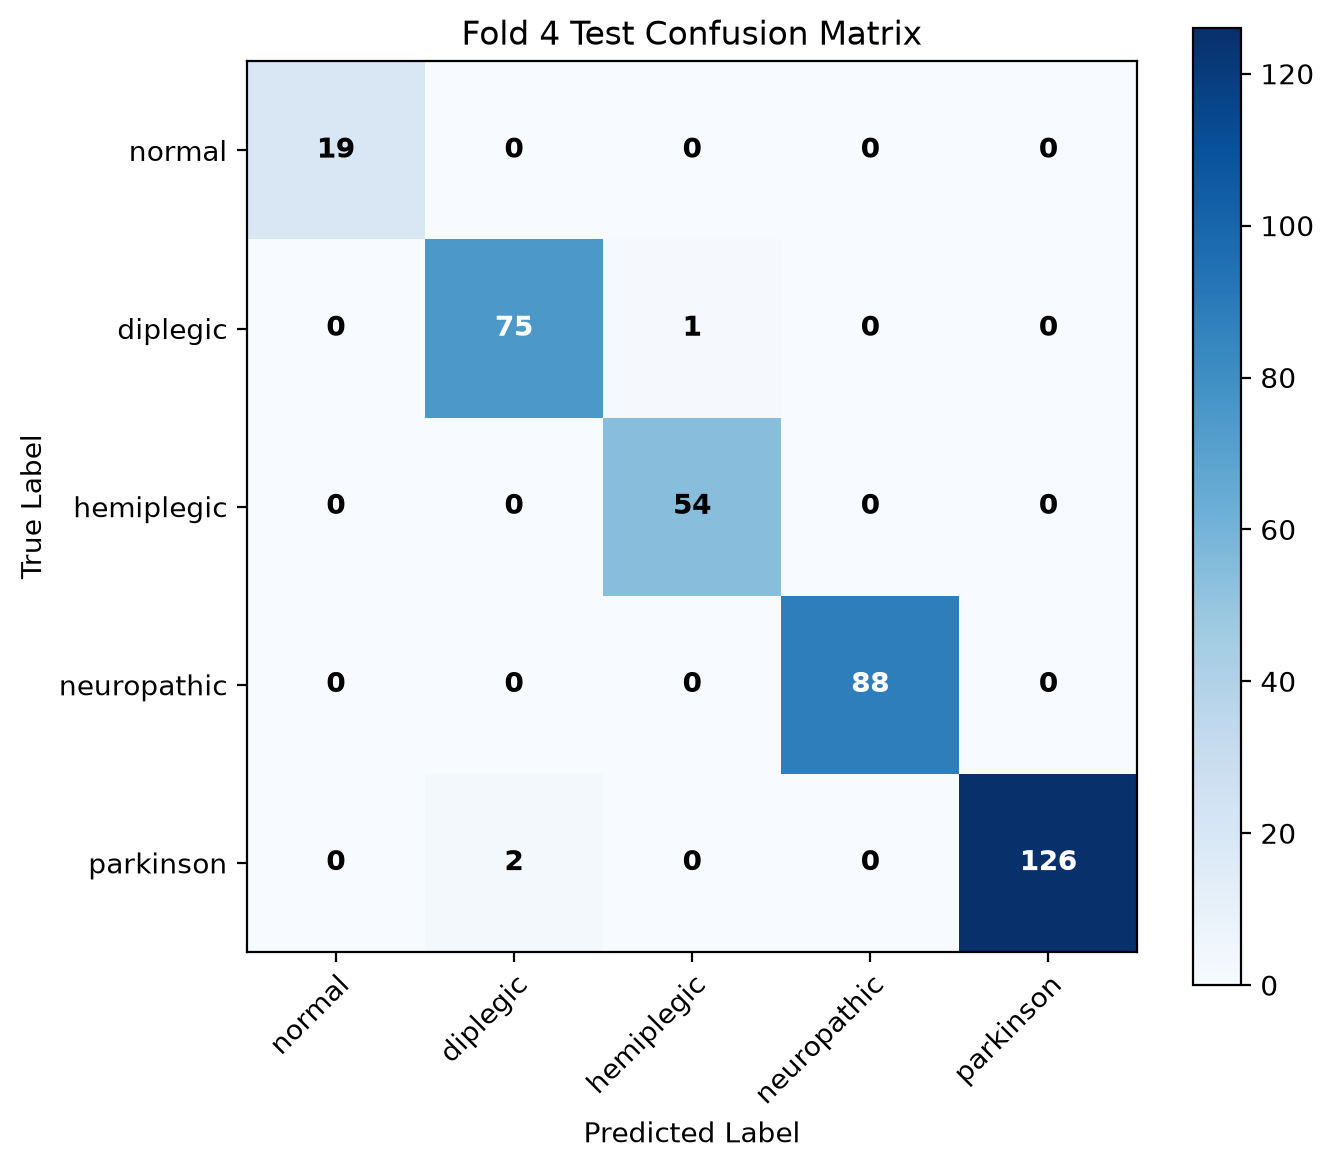 Fold 4 Test Confusion Matrix
True Label
normal 19 0 0 0 0
diplegic 0 75 1 0 0
hemiplegic 0 0 54 0 0
neuropathic 0 0 0 88 0
parkinson 0 2 0 0 126
normal diplegic hemiplegic neuropathic parkinson
Predicted Label
120
100
80
60
40
20
0